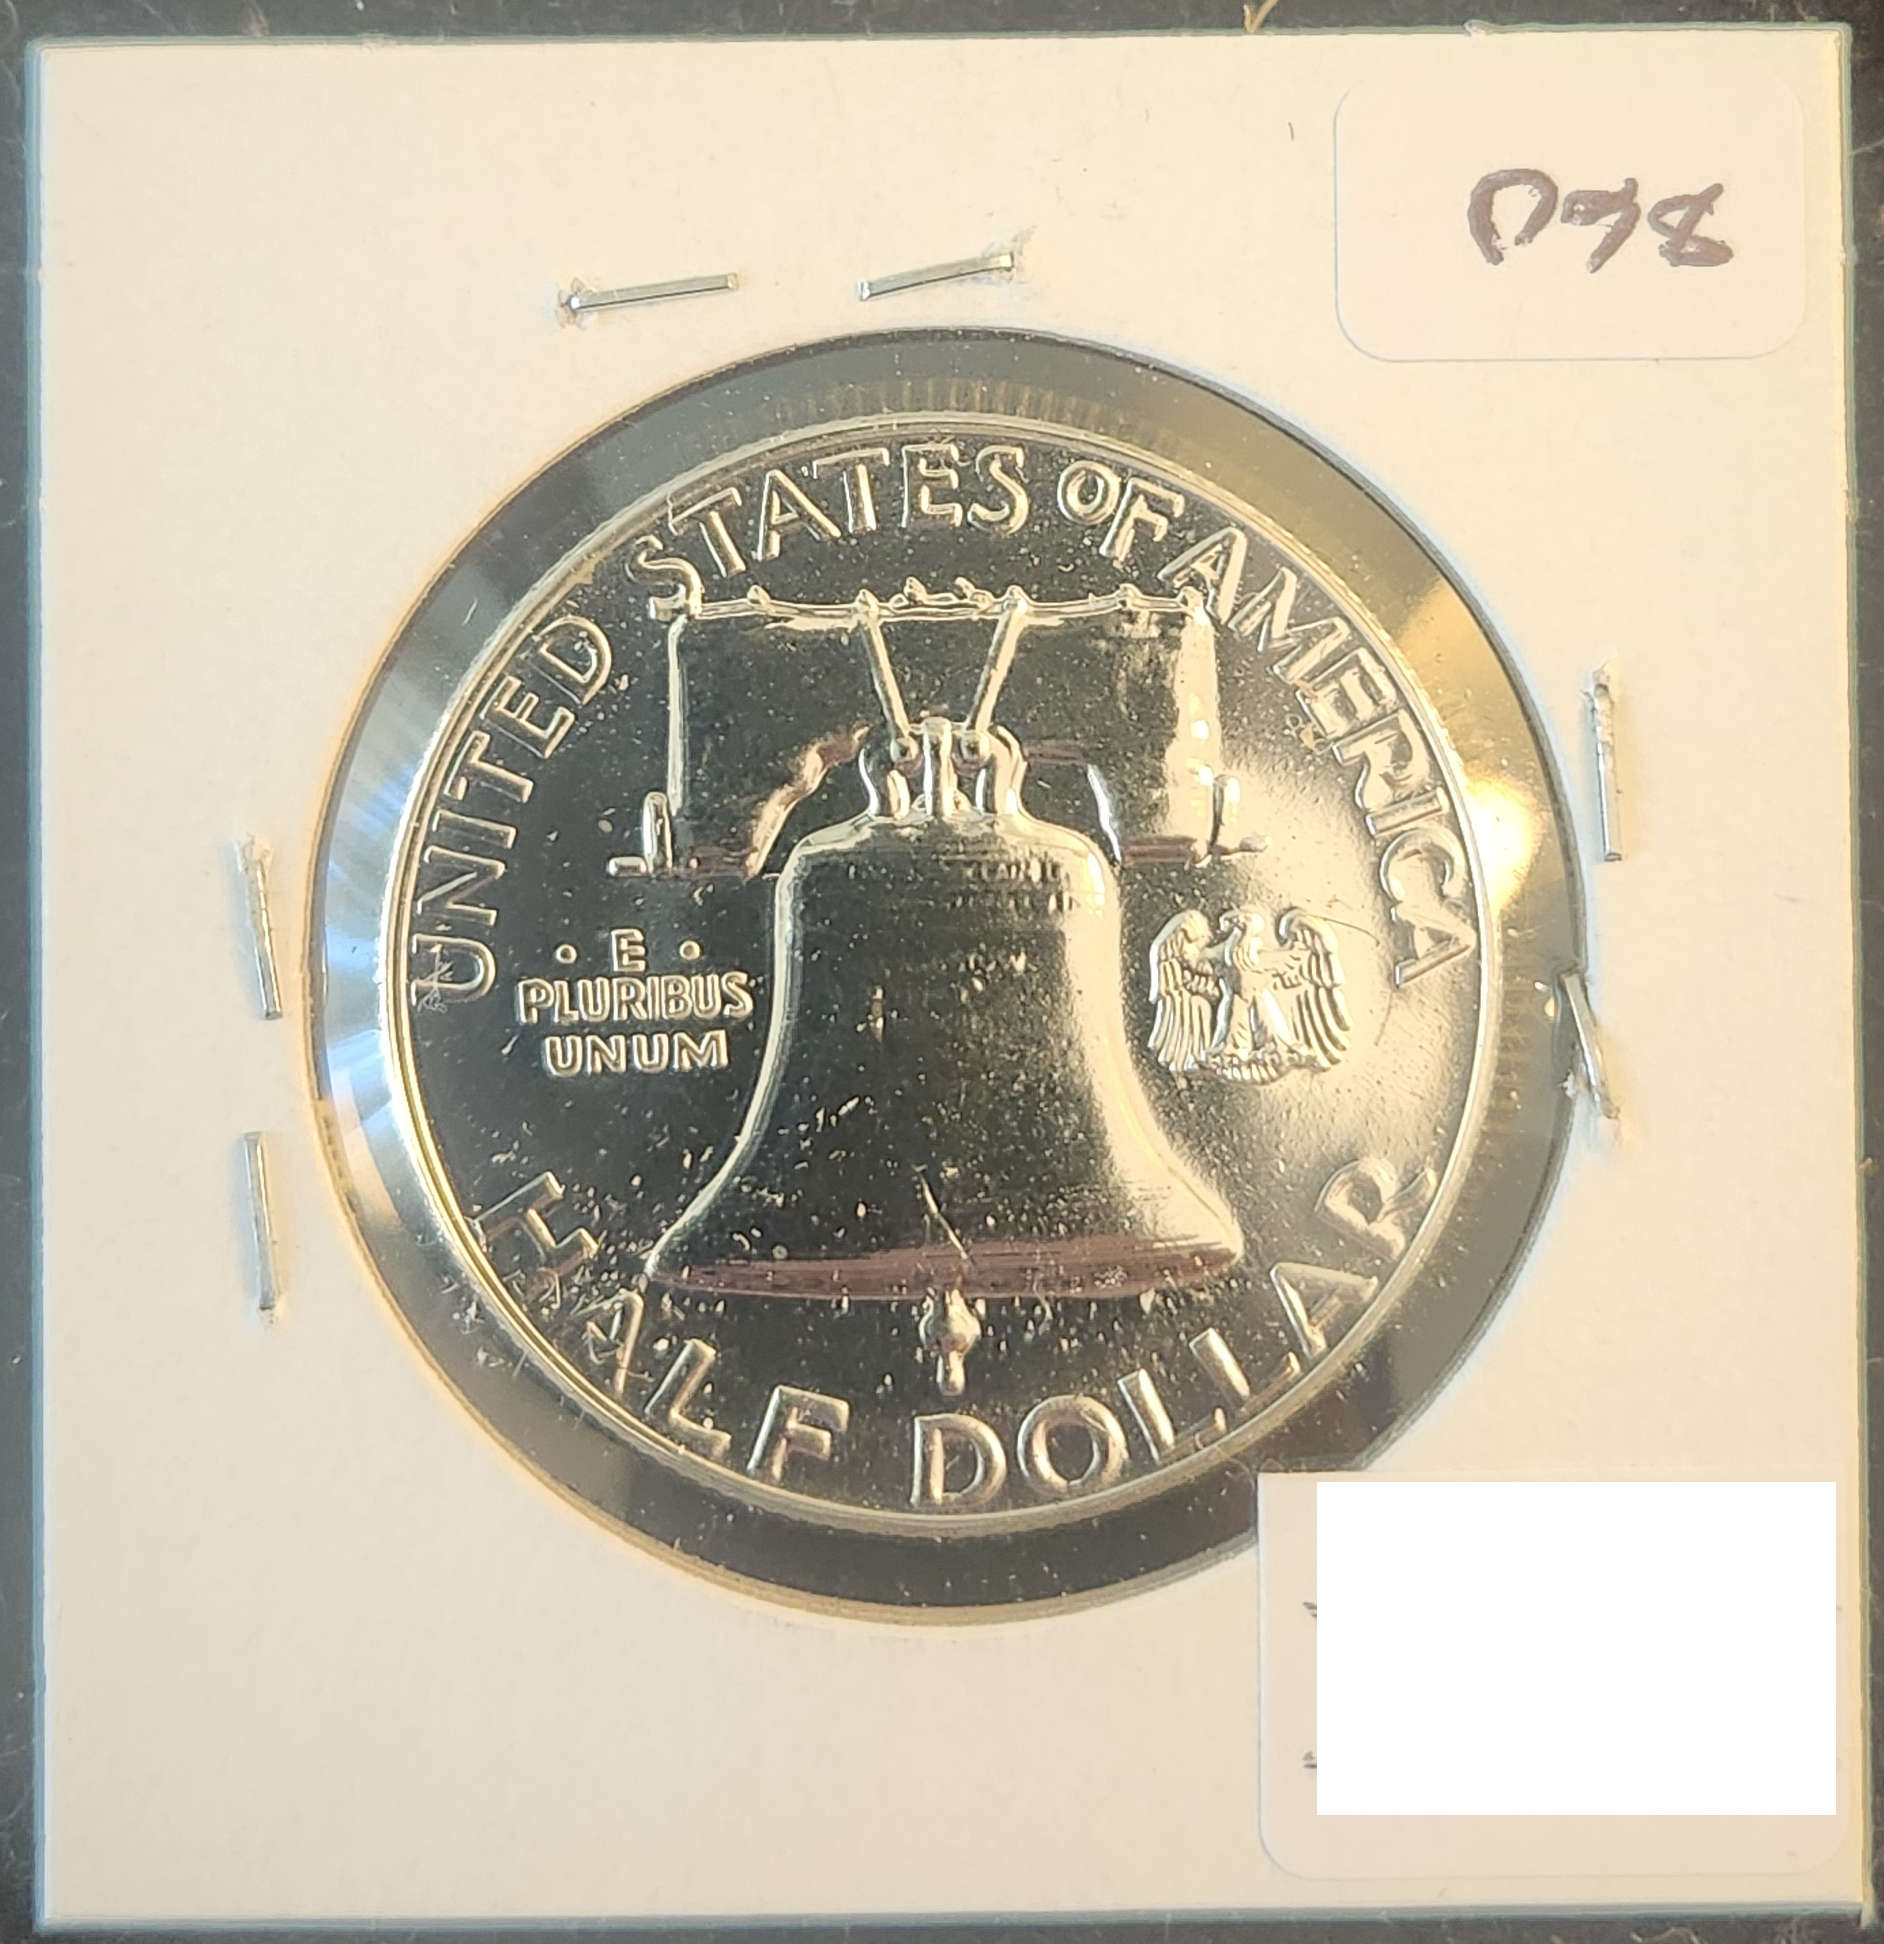 UNITED STATES OF AMERICA
· E ·
PLURIBUS
UNUM
HALF DOLLAR